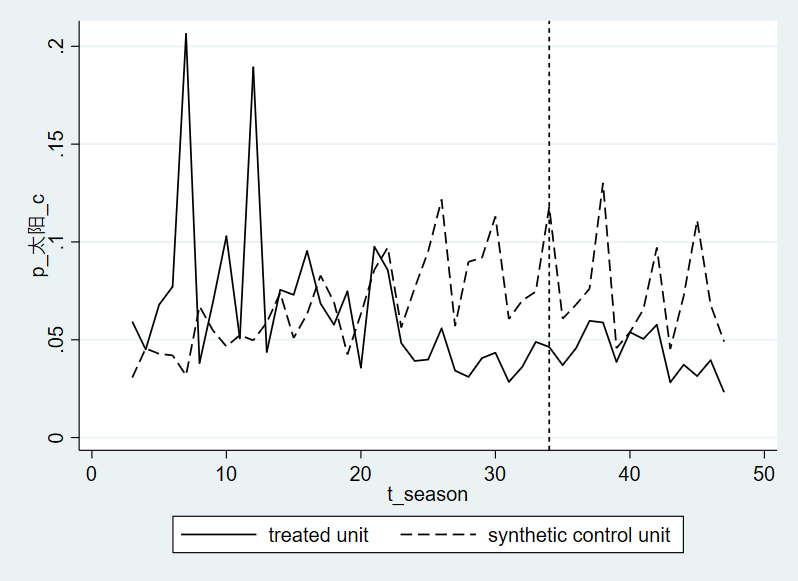 .2
.15
.1
.05
0
p_太阳_c
0 10 20 30 40 50
t_season
treated unit synthetic control unit